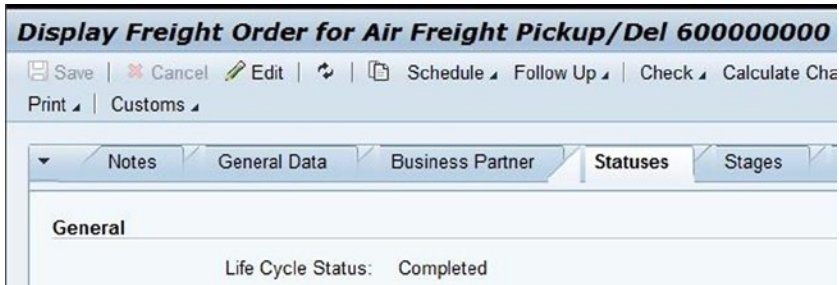 Display Freight Order for Air Freight Pickup/Del 600000000
Save Cancel Edit Schedule Follow Up Check Calculate Cha
Print Customs
Notes General Data Business Partner Statuses Stages
General
Life Cycle Status: Completed